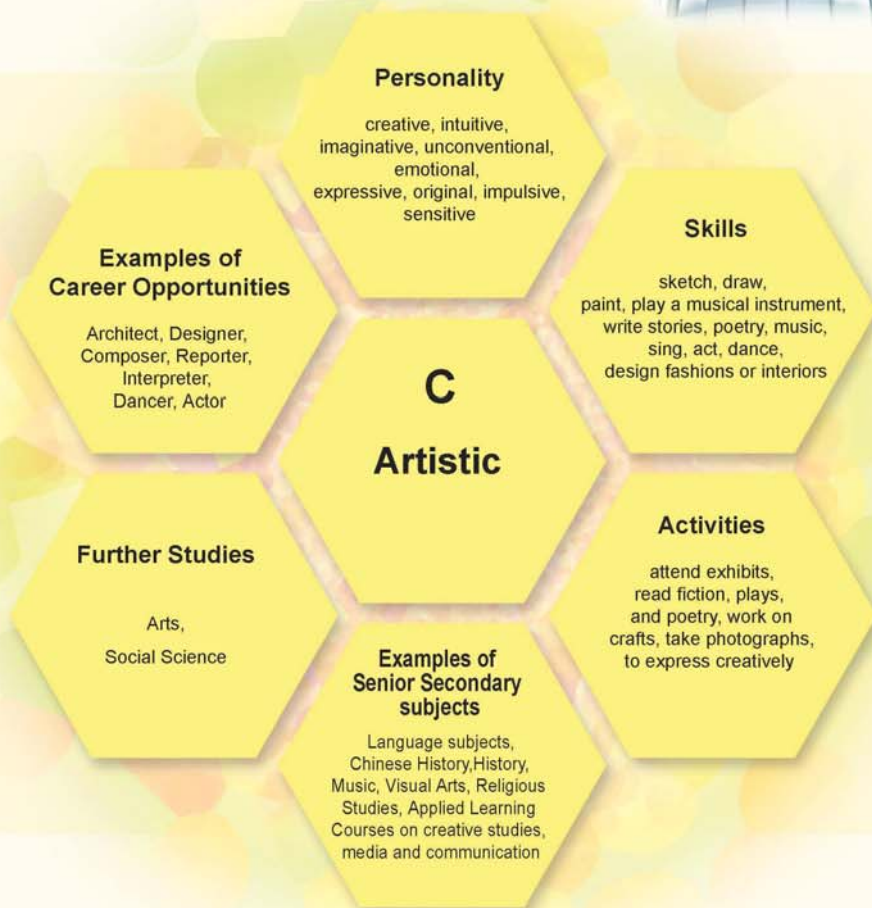 Personality
creative, intuitive,
imaginative, unconventional,
emotional,
expressive, original, impulsive,
sensitive
Examples of
Career Opportunities
Architect, Designer,
Composer, Reporter,
Interpreter,
Dancer, Actor
Skills
sketch, draw,
paint, play a musical instrument,
write stories, poetry, music,
sing, act, dance,
design fashions or interiors
C
Artistic
Further Studies
Arts,
Social Science
Activities
attend exhibits,
read fiction, plays,
and poetry, work on
crafts, take photographs,
to express creatively
Examples of
Senior Secondary
subjects
Language subjects,
Chinese History,History,
Music, Visual Arts, Religious
Studies, Applied Learning
Courses on creative studies,
media and communication